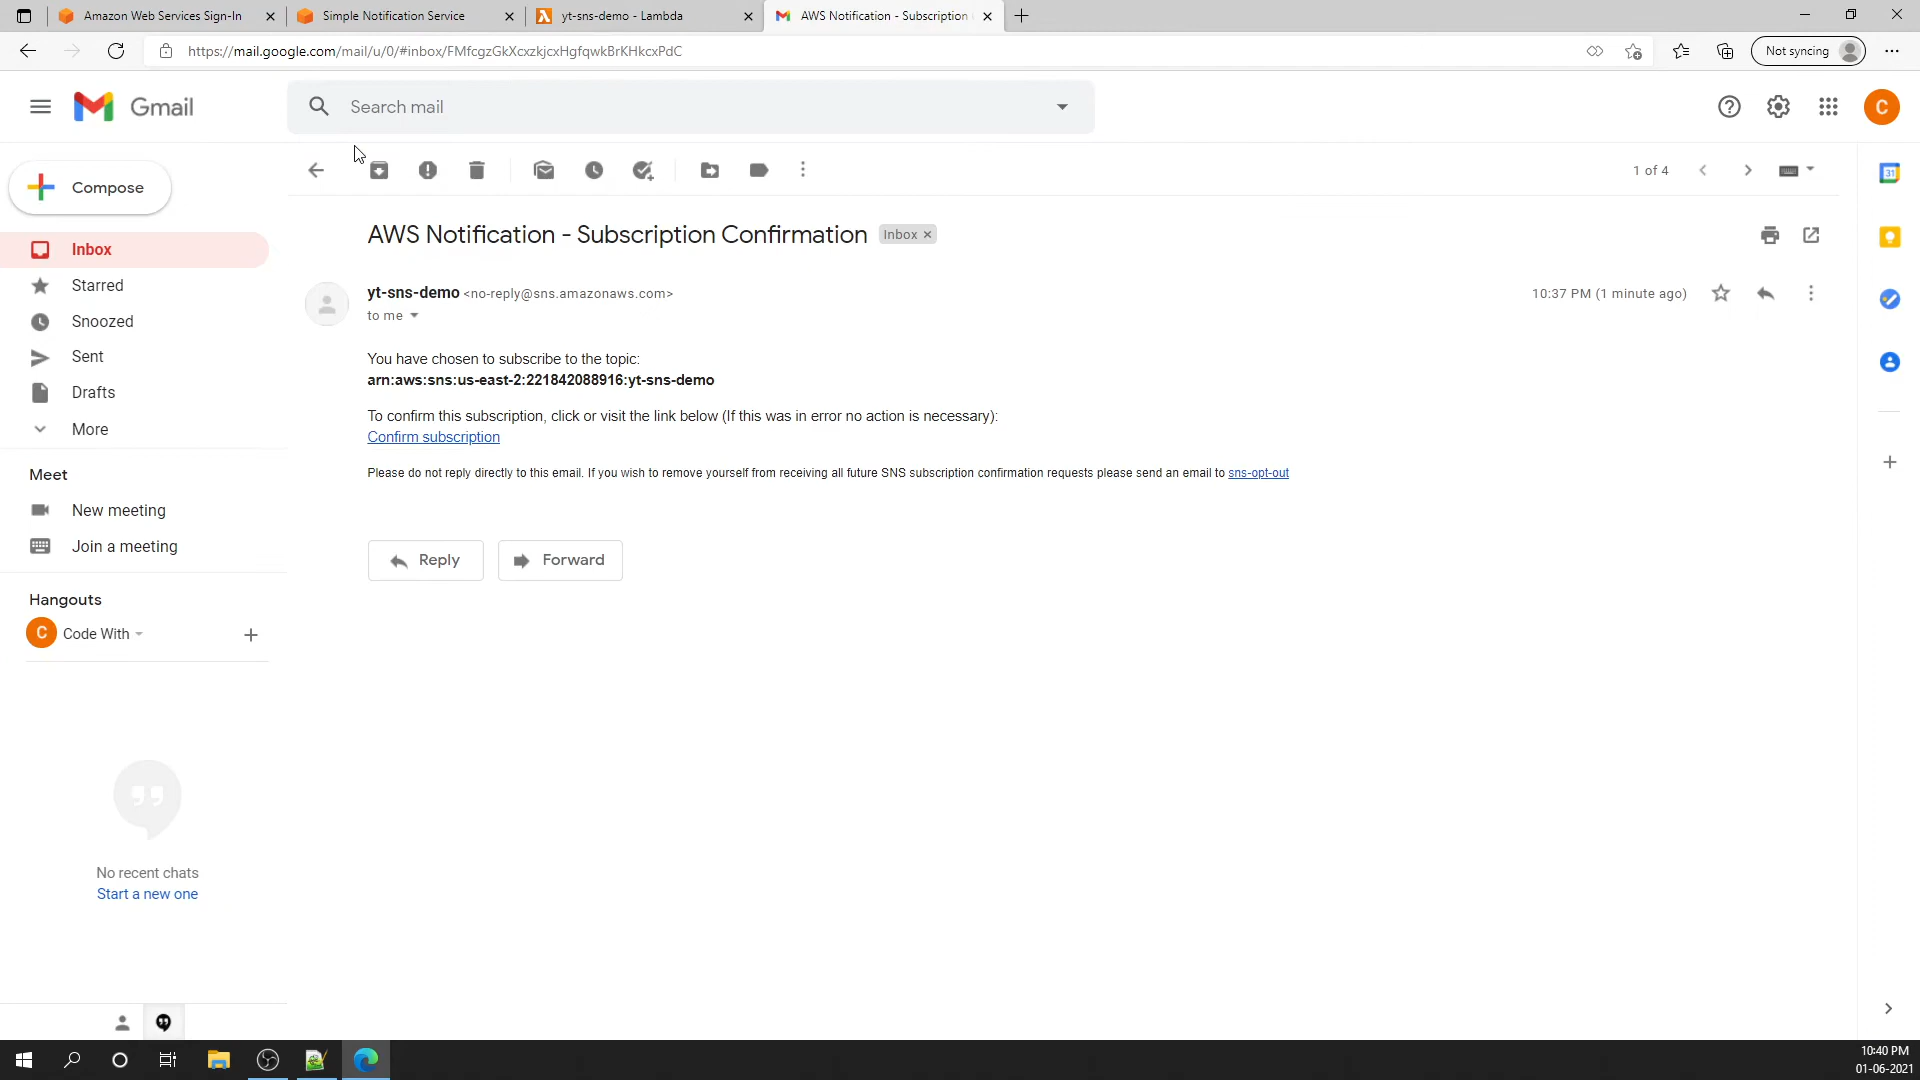 Amazon Web Services Sign-In
Simple Notification Service
yt-sns-demo - Lambda
AWS Notification - Subscription
https://mail.google.com/mail/u/0/#inbox/FMfcgzGkXcxzkjcxHgfqwkBrKHkcxPdC
Not syncing
Gmail
Search mail
C
Compose
1 of 4
31
AWS Notification - Subscription Confirmation
Inbox ×
Inbox
Starred
Snoozed
Sent
Drafts
More
yt-sns-demo <no-reply@sns.amazonaws.com>
10:37 PM (1 minute ago)
to me
You have chosen to subscribe to the topic:
arn:aws:sns:us-east-2:221842088916:yt-sns-demo
To confirm this subscription, click or visit the link below (If this was in error no action is necessary):
Confirm subscription
Please do not reply directly to this email. If you wish to remove yourself from receiving all future SNS subscription confirmation requests please send an email to sns-opt-out
Reply
Forward
Meet
New meeting
Join a meeting
Hangouts
C
Code With
No recent chats
Start a new one
10:40 PM
01-06-2021